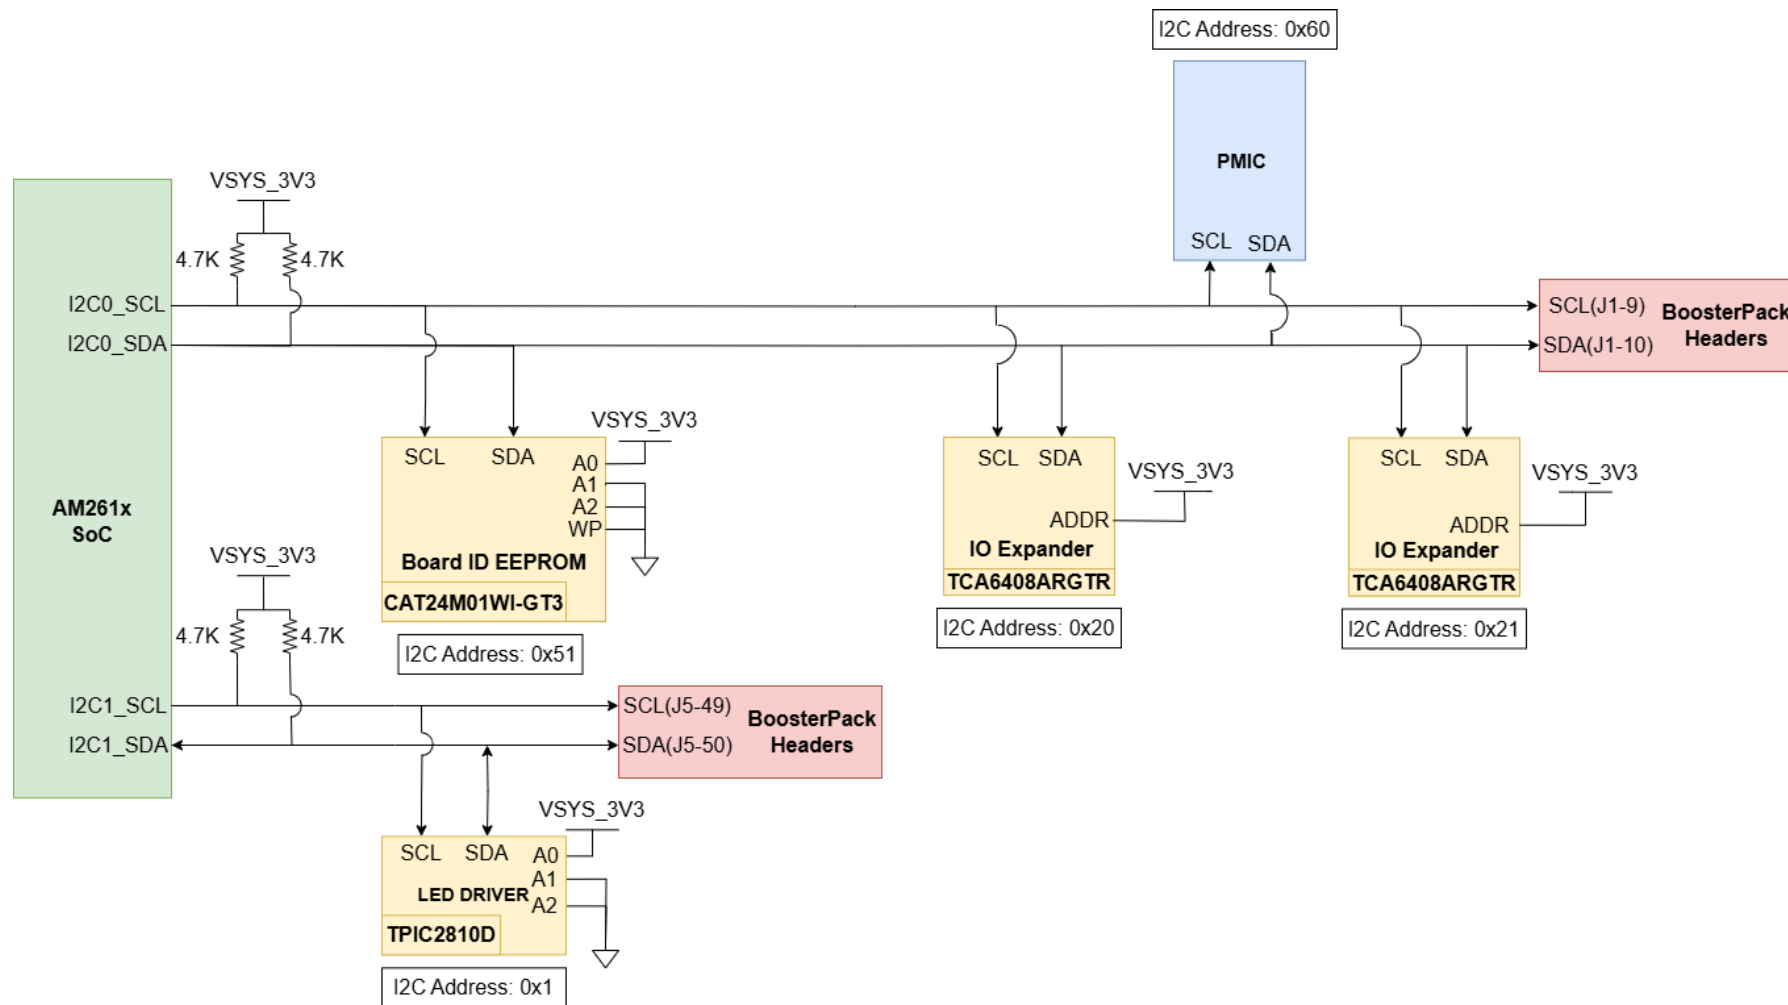 I2C Address: 0x60
PMIC
SCL SDA
VSYS_3V3
4.7K 4.7K
I2C0_SCL
I2C0_SDA
SCL(J1-9)
SDA(J1-10)
BoosterPack
Headers
AM261x
SoC
SCL SDA
VSYS_3V3
A0
A1
A2
WP
Board ID EEPROM
CAT24M01WI-GT3
I2C Address: 0x51
SCL SDA
VSYS_3V3
ADDR
IO Expander
TCA6408ARGTR
I2C Address: 0x20
SCL SDA
VSYS_3V3
ADDR
IO Expander
TCA6408ARGTR
I2C Address: 0x21
VSYS_3V3
4.7K 4.7K
I2C1_SCL
I2C1_SDA
SCL(J5-49)
SDA(J5-50)
BoosterPack
Headers
VSYS_3V3
SCL SDA
A0
A1
A2
LED DRIVER
TPIC2810D
I2C Address: 0x1